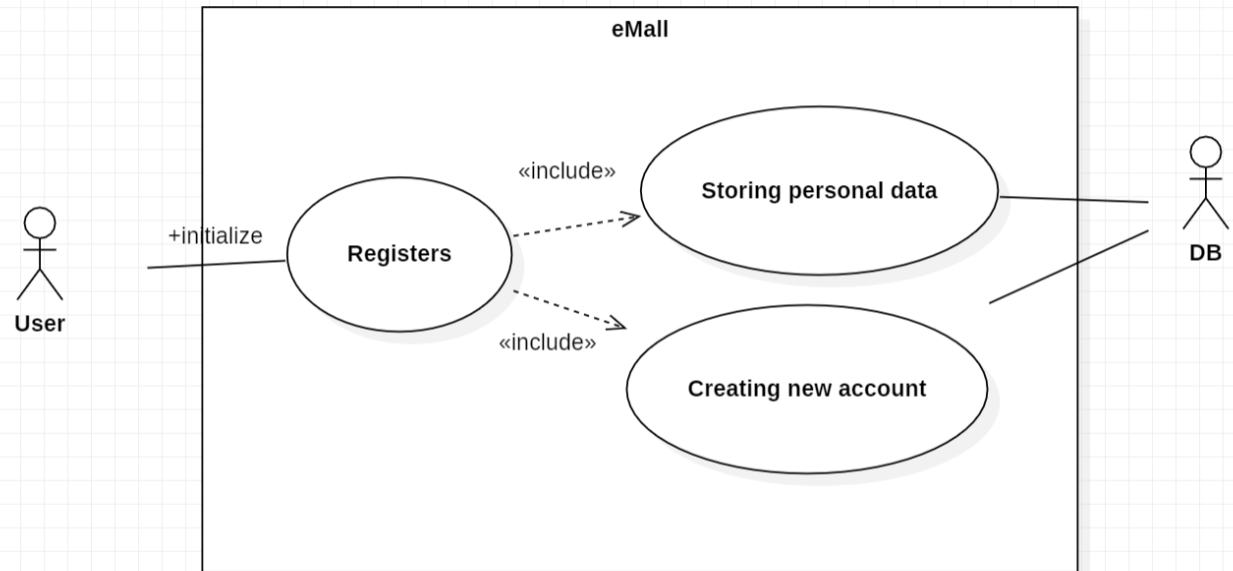 eMall
«include»
Storing personal data
+initialize
Registers
DB
User
«include»
Creating new account